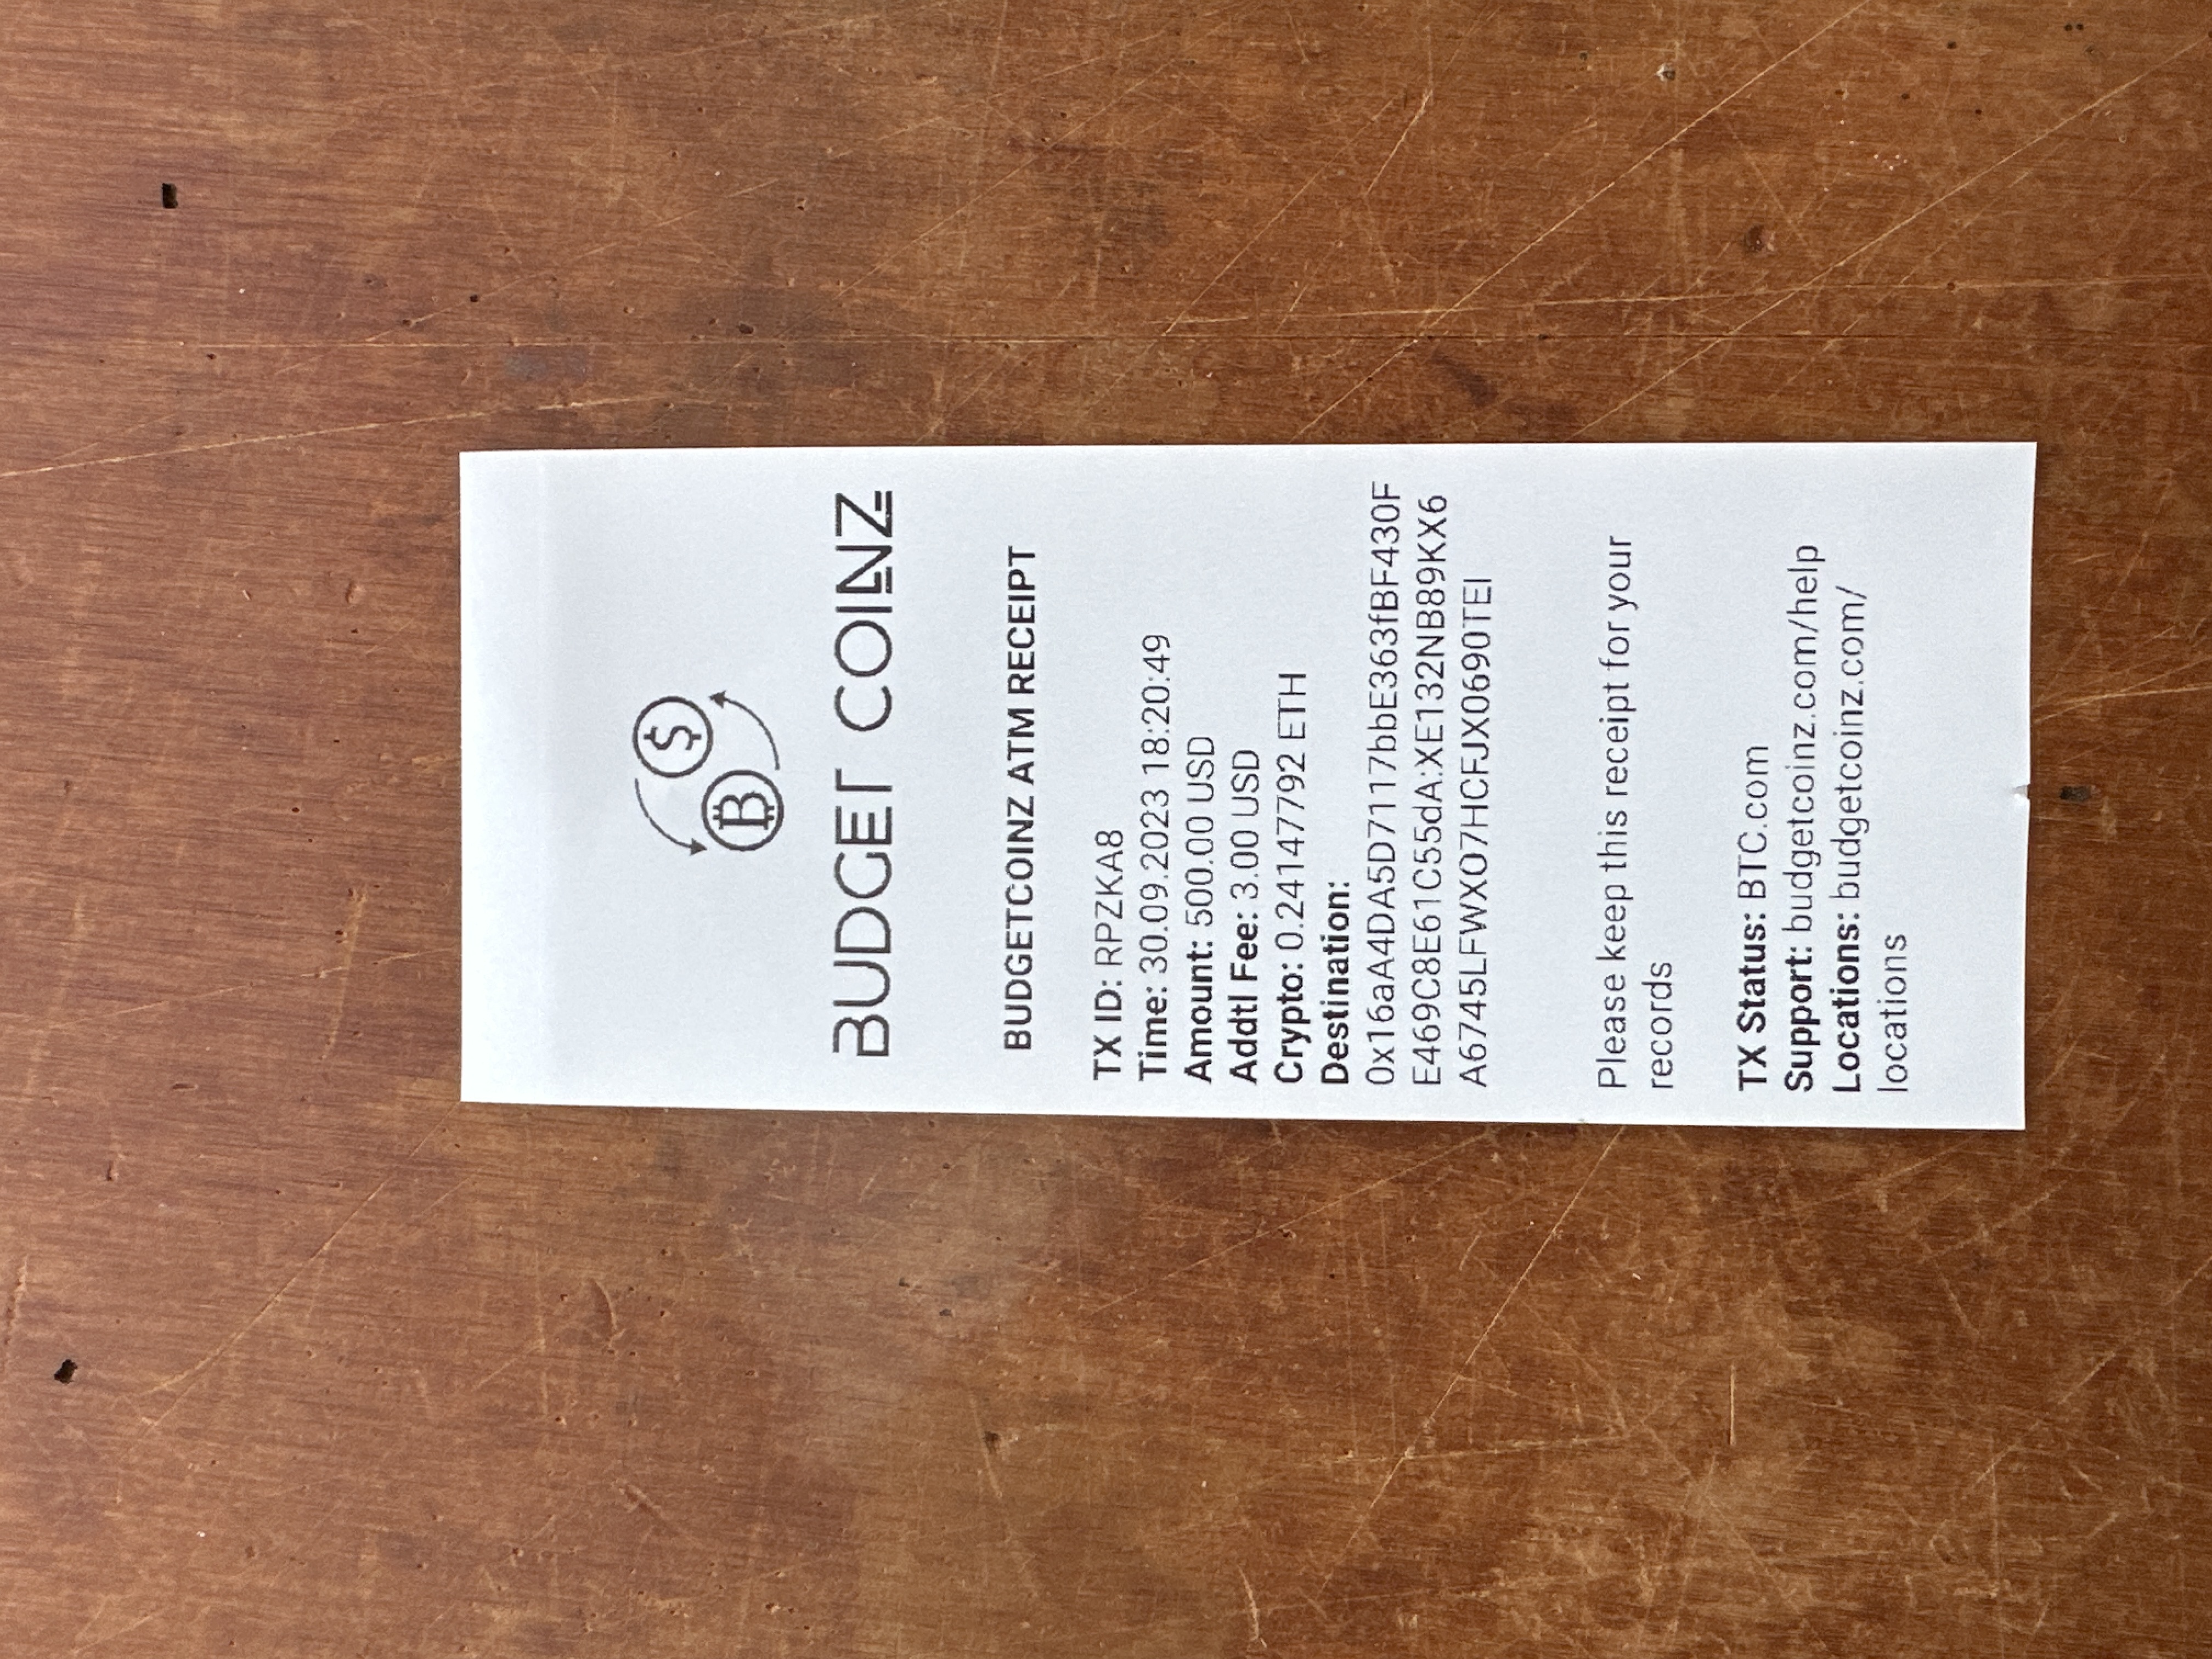 BUDGET COINZ
BUDGETCOINZ ATM RECEIPT
TX ID: RPZKA8
Time: 30.09.2023 18:20:49
Amount: 500.00 USD
Addtl Fee: 3.00 USD
Crypto: 0.24147792 ETH
Destination:
0x16aA4DA5D7117bbE363fBF430F
E469C8E61C55dA:XE132NB89KX6
A6745LFWXO7HCFJX0690TEI
Please keep this receipt for your
records
TX Status: BTC.com
Support: budgetcoinz.com/help
Locations: budgetcoinz.com/
locations